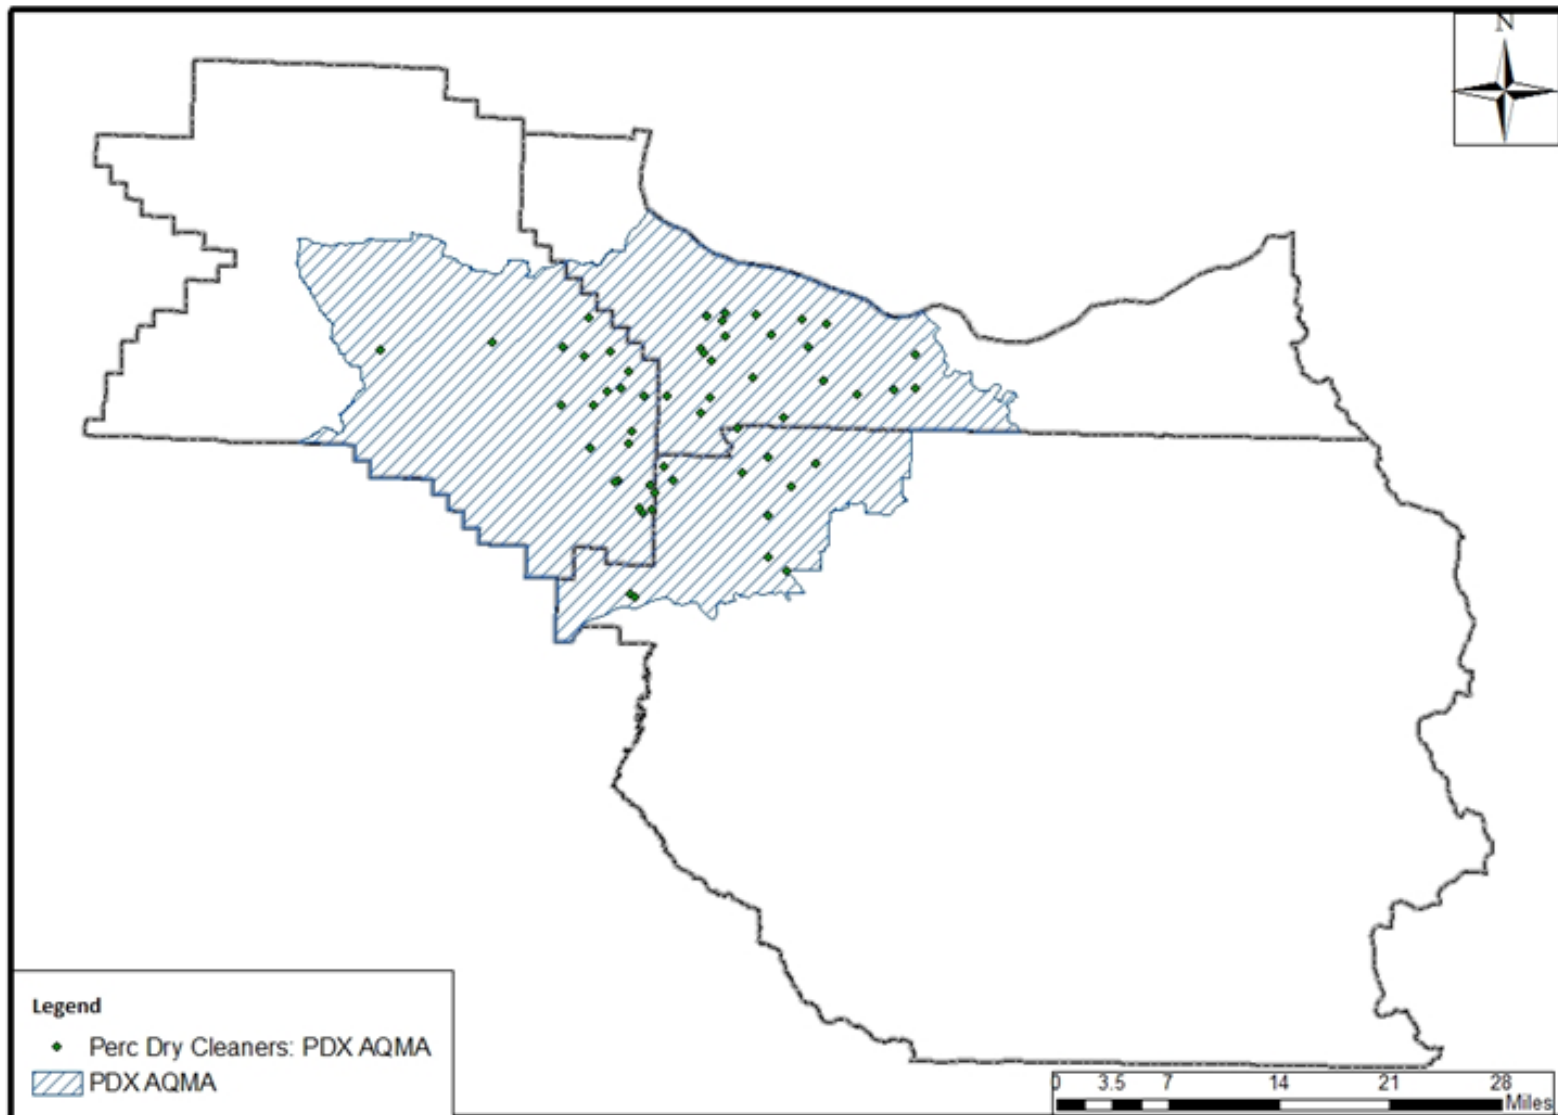 N
Legend
Perc Dry Cleaners: PDX AQMA
PDX AQMA
0 3.5 7 14 21 28
Miles